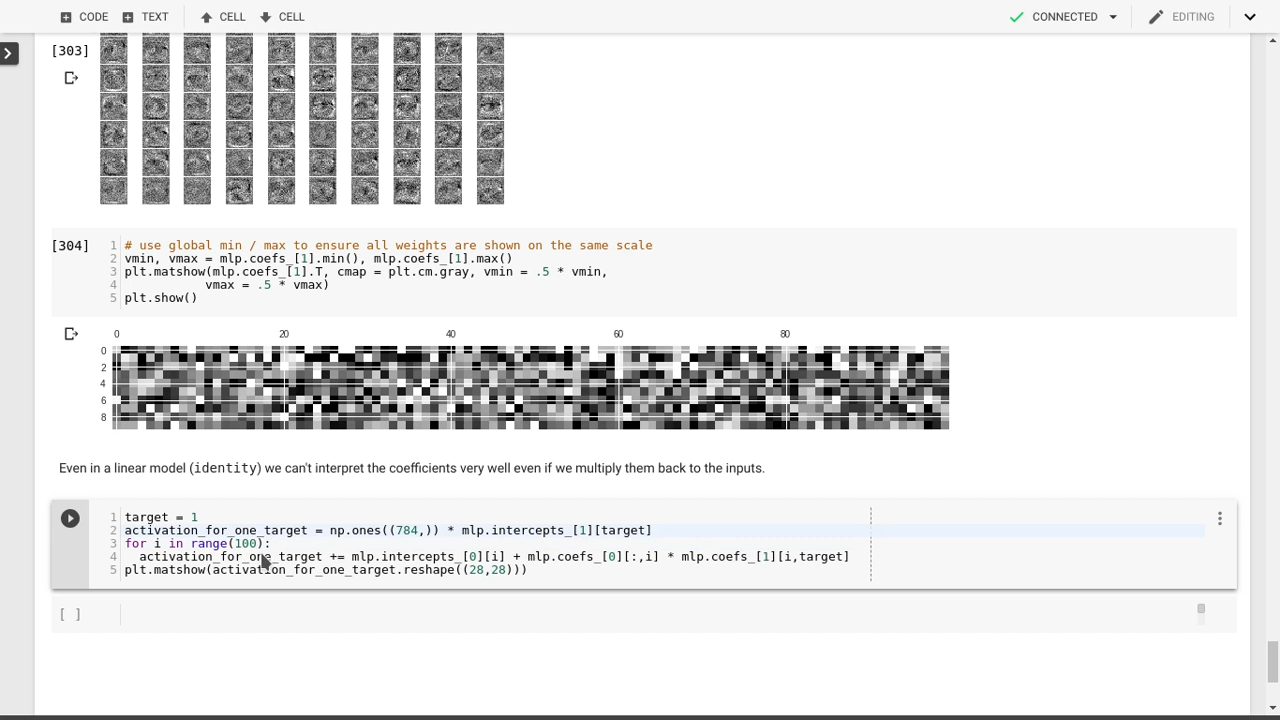 CODE TEXT CELL CELL CONNECTED EDITING
[303]
[304]
1 # use global min / max to ensure all weights are shown on the same scale
2 vmin, vmax = mlp.coefs_[1].min(), mlp.coefs_[1].max()
3 plt.matshow(mlp.coefs_[1].T, cmap = plt.cm.gray, vmin = .5 * vmin,
4 vmax = .5 * vmax)
5 plt.show()
0 20 40 60 80
0
2
4
6
8
Even in a linear model (identity) we can't interpret the coefficients very well even if we multiply them back to the inputs.
1 target = 1
2 activation_for_one_target = np.ones((784,)) * mlp.intercepts_[1][target]
3 for i in range(100):
4 activation_for_one_target += mlp.intercepts_[0][i] + mlp.coefs_[0][:,i] * mlp.coefs_[1][i,target]
5 plt.matshow(activation_for_one_target.reshape((28,28)))
[ ]